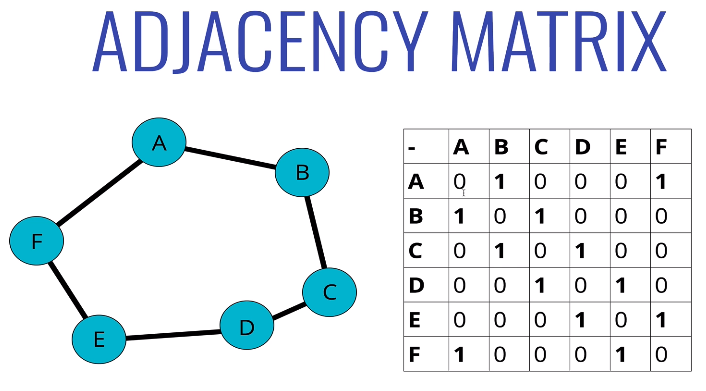 ADJACENCY MATRIX
A
B
F
C
D
E
- A B C D E F
A 0 1 0 0 0 1
B 1 0 1 0 0 0
C 0 1 0 1 0 0
D 0 0 1 0 1 0
E 0 0 0 1 0 1
F 1 0 0 0 1 0